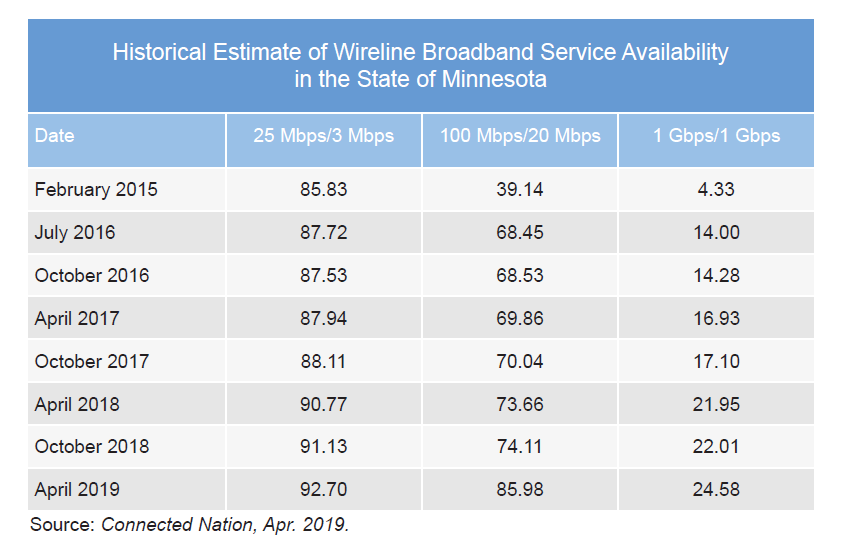 Historical Estimate of Wireline Broadband Service Availability
in the State of Minnesota
Date 25 Mbps/3 Mbps 100 Mbps/20 Mbps 1 Gbps/1 Gbps
February 2015 85.83 39.14 4.33
July 2016 87.72 68.45 14.00
October 2016 87.53 68.53 14.28
April 2017 87.94 69.86 16.93
October 2017 88.11 70.04 17.10
April 2018 90.77 73.66 21.95
October 2018 91.13 74.11 22.01
April 2019 92.70 85.98 24.58
Source: Connected Nation, Apr. 2019.